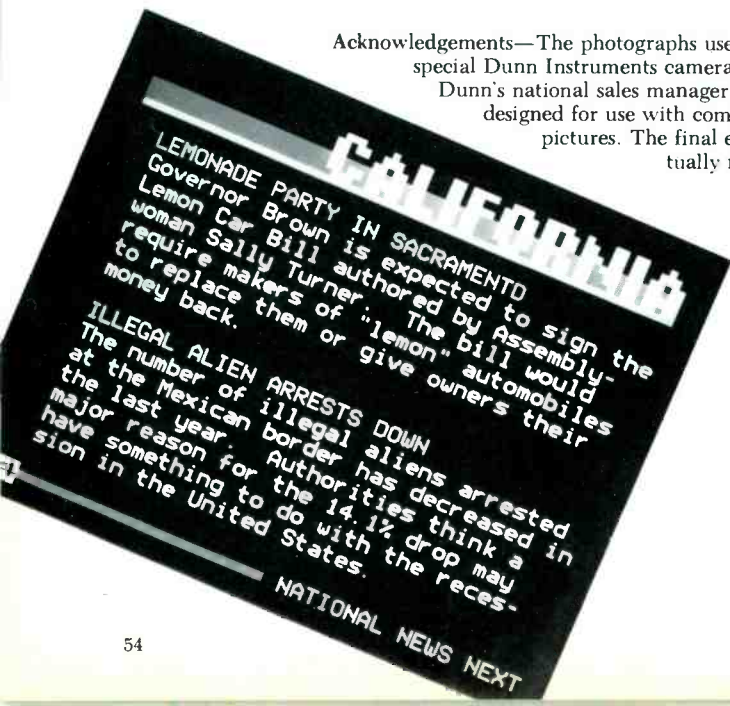 Acknowledgements—The photographs use
special Dunn Instruments camera
Dunn's national sales manager
designed for use with com
pictures. The final e
tually
CALIFORNIA
LEMONADE PARTY IN SACRAMENTO
Governor Brown is expected to sign the
Lemon Car Bill authored by Assembly-
woman Sally Turner. The bill would
require makers of "lemon" automobiles
to replace them or give owners their
money back.
ILLEGAL ALIEN ARRESTS DOWN
The number of illegal aliens arrested
at the Mexican border has decreased in
the last year. Authorities think a
major reason for the 14.1% drop may
have something to do with the reces-
sion in the United States.
NATIONAL NEWS NEXT
54